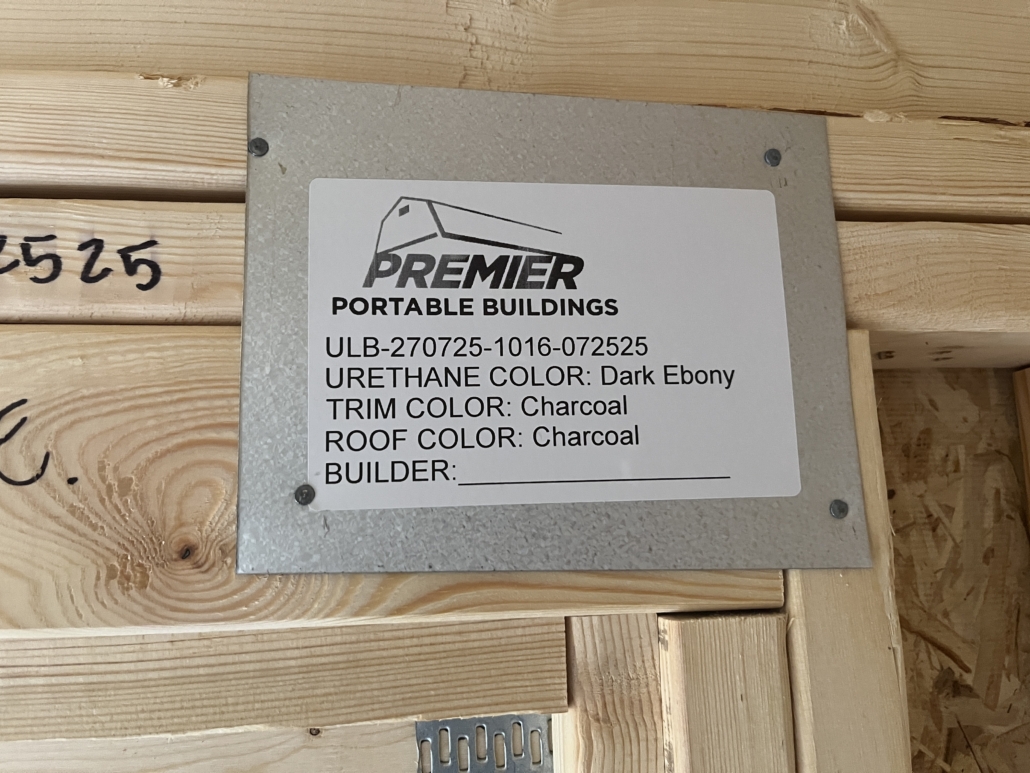 2525
PREMIER
PORTABLE BUILDINGS
ULB-270725-1016-072525
URETHANE COLOR: Dark Ebony
TRIM COLOR: Charcoal
ROOF COLOR: Charcoal
BUILDER: